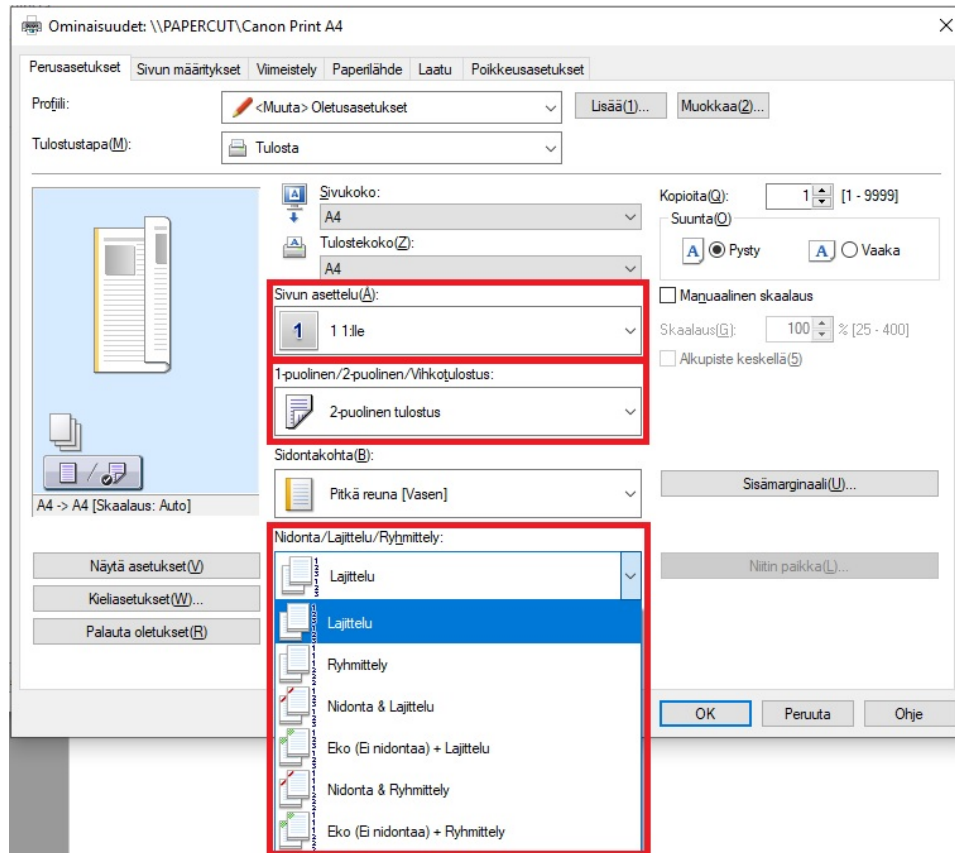 Ominaisuudet: \\PAPERCUT\Canon Print A4
Perusasetukset Sivun määritykset Viimeistely Paperilähde Laatu Poikkeusasetukset
Profiili: <Muuta> Oletusasetukset Lisää(1)... Muokkaa(2)...
Tulostustapa(M): Tulosta
Sivukoko:
A4
Tulostekoko(Z):
A4
Kopioita(Q): 1 [1 - 9999]
Suunta(O)
A Pysty A Vaaka
Sivun asettelu(Å):
1 1 1:lle
Manuaalinen skaalaus
Skaalaus(G): 100 % [25 - 400]
Alkupiste keskellä(5)
1-puolinen/2-puolinen/Vihkotulostus:
2-puolinen tulostus
Sidontakohta(B):
Pitkä reuna [Vasen]
Sisämarginaali(U)...
A4 -> A4 [Skaalaus: Auto]
Nidonta/Lajittelu/Ryhmittely:
Lajittelu
Niitin paikka(L)...
Näytä asetukset(V)
Kieliasetukset(W)...
Palauta oletukset(R)
Lajittelu
Ryhmittely
Nidonta & Lajittelu
Eko (Ei nidontaa) + Lajittelu
Nidonta & Ryhmittely
Eko (Ei nidontaa) + Ryhmittely
OK Peruuta Ohje